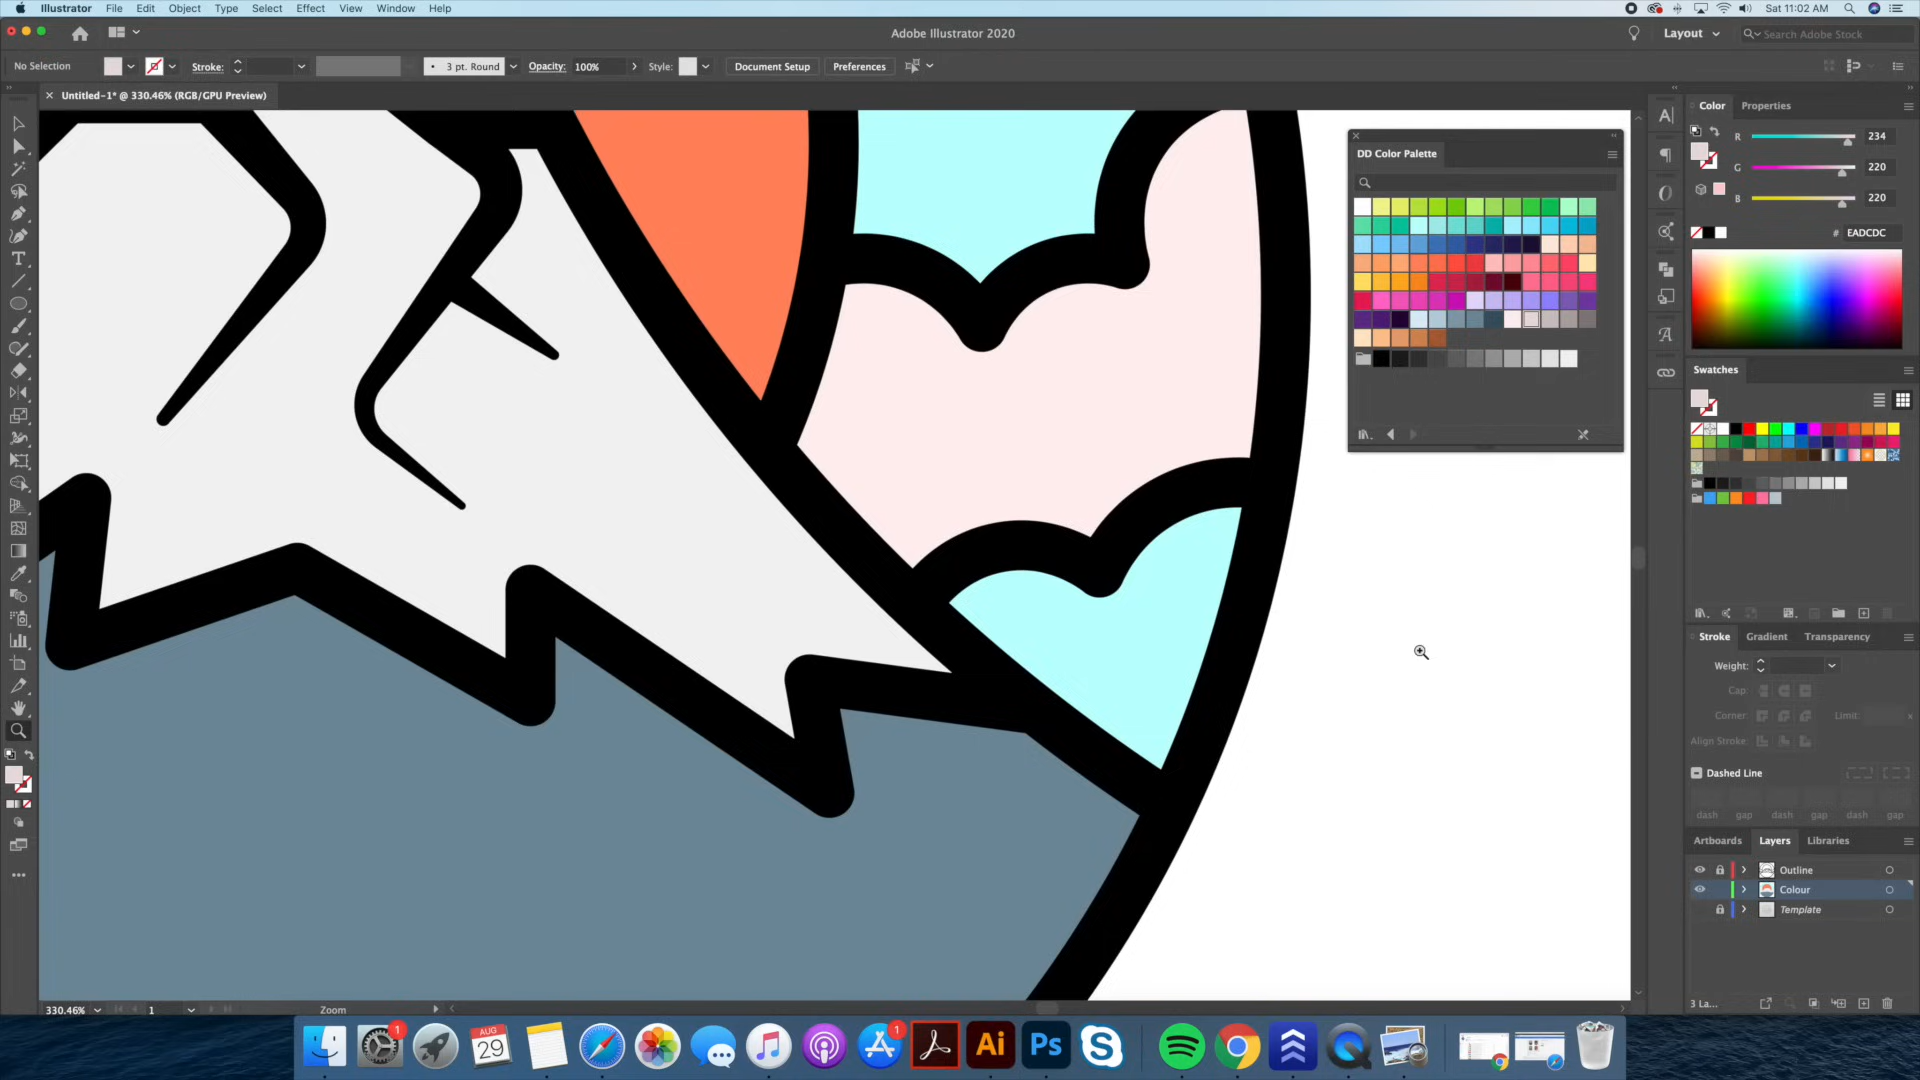 Illustrator File Edit Object Type Select Effect View Window Help
Sat 11:02 AM
Adobe Illustrator 2020
Layout
Search Adobe Stock
No Selection
Stroke:
3 pt. Round
Opacity: 100%
Style:
Document Setup
Preferences
Untitled-1* @ 330.46% (RGB/GPU Preview)
DD Color Palette
Color Properties
R 234
G 220
B 220
# EADCDC
Swatches
Stroke Gradient Transparency
Weight:
Cap:
Corner: Limit: x
Align Stroke:
Dashed Line
dash gap dash gap dash gap
Artboards Layers Libraries
Outline
Colour
Template
3 La...
330.46% 1 Zoom
1
AUG
29
1
Ai
Ps